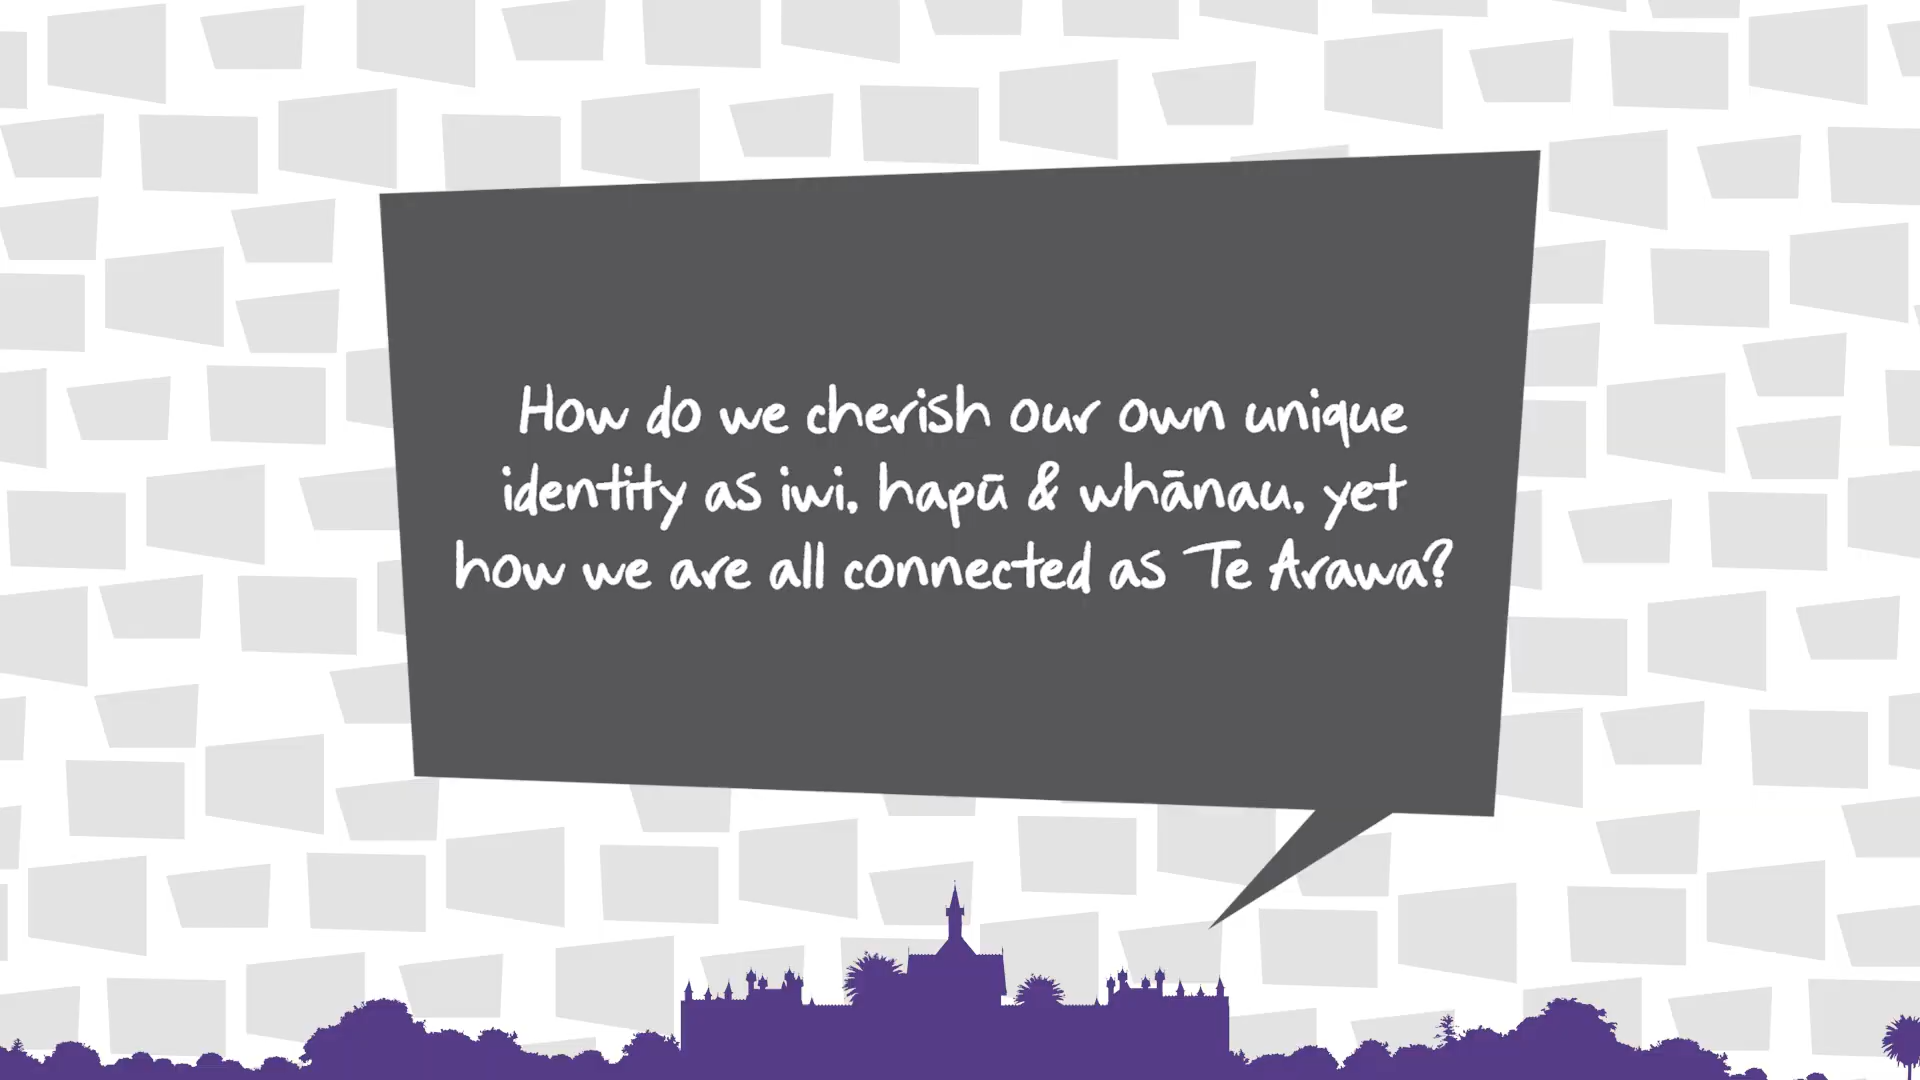 How do we cherish our own unique
identity as iwi, hapū & whānau, yet
how we are all connected as Te Arawa?